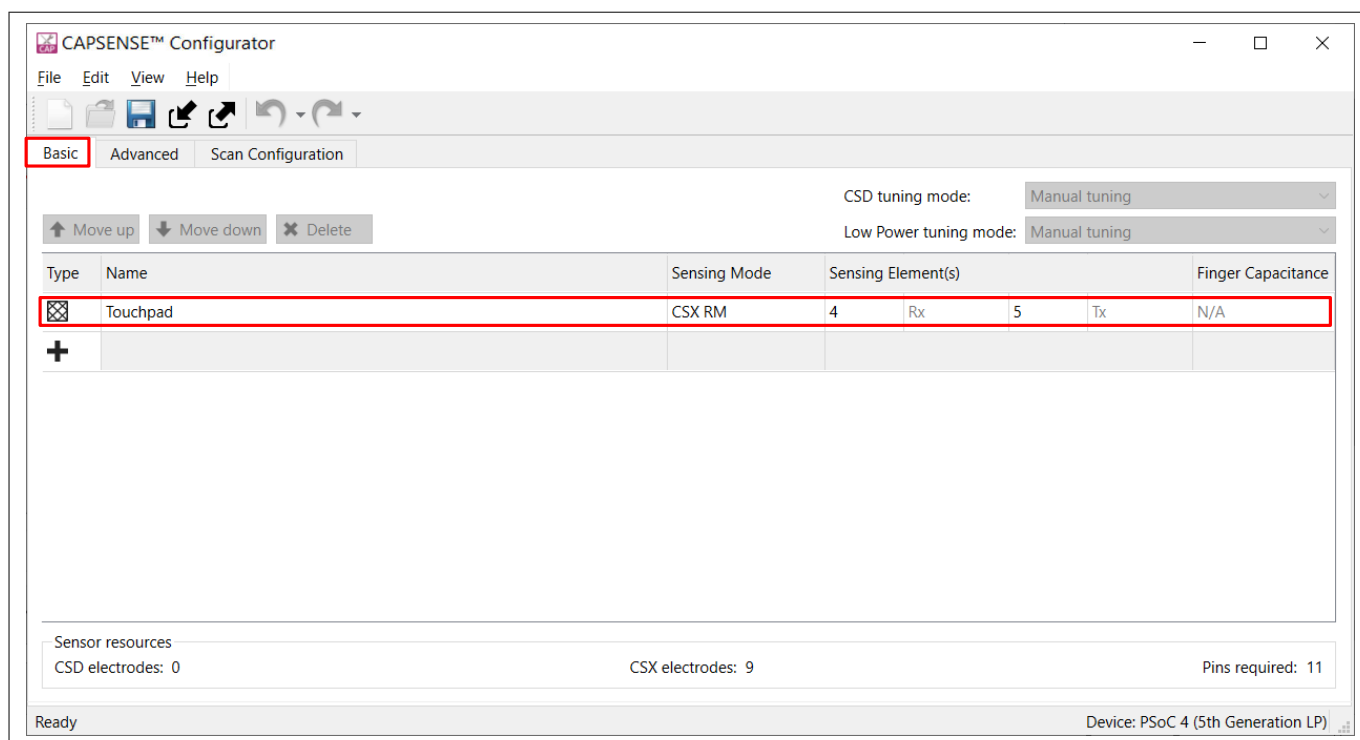 CAPSENSE™ Configurator
File Edit View Help
Basic Advanced Scan Configuration
CSD tuning mode: Manual tuning
Move up Move down Delete Low Power tuning mode: Manual tuning
Type Name Sensing Mode Sensing Element(s) Finger Capacitance
Touchpad CSX RM 4 Rx 5 Tx N/A
Sensor resources
CSD electrodes: 0 CSX electrodes: 9 Pins required: 11
Ready Device: PSoC 4 (5th Generation LP)